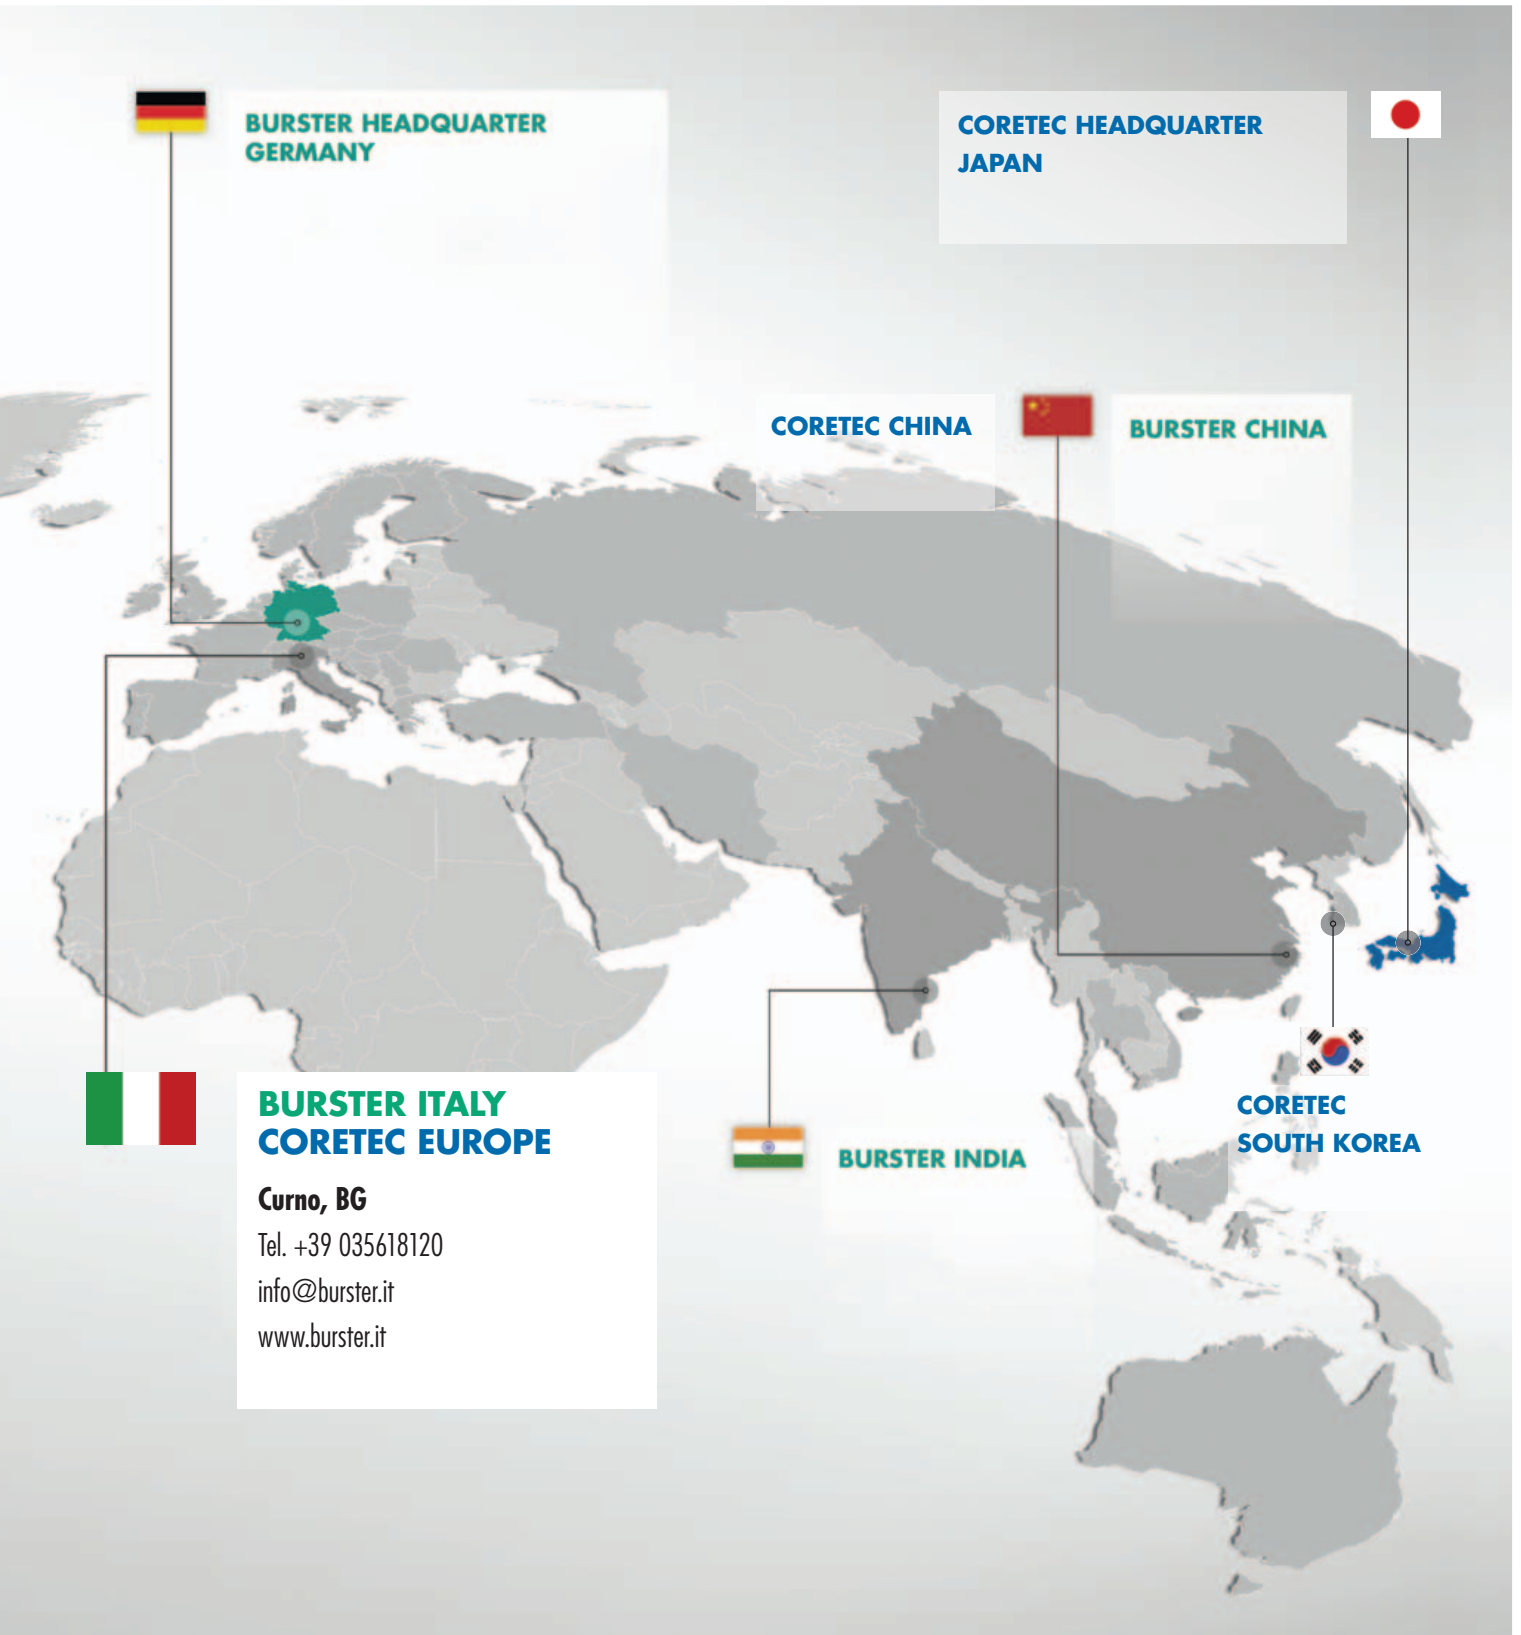 BURSTER HEADQUARTER
GERMANY
CORETEC HEADQUARTER
JAPAN
CORETEC CHINA
BURSTER CHINA
BURSTER ITALY
CORETEC EUROPE
Curno, BG
Tel. +39 035618120
info@burster.it
www.burster.it
BURSTER INDIA
CORETEC
SOUTH KOREA